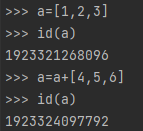 >>> a=[1,2,3]
>>> id(a)
1923321268096
>>> a=a+[4,5,6]
>>> id(a)
1923324097792